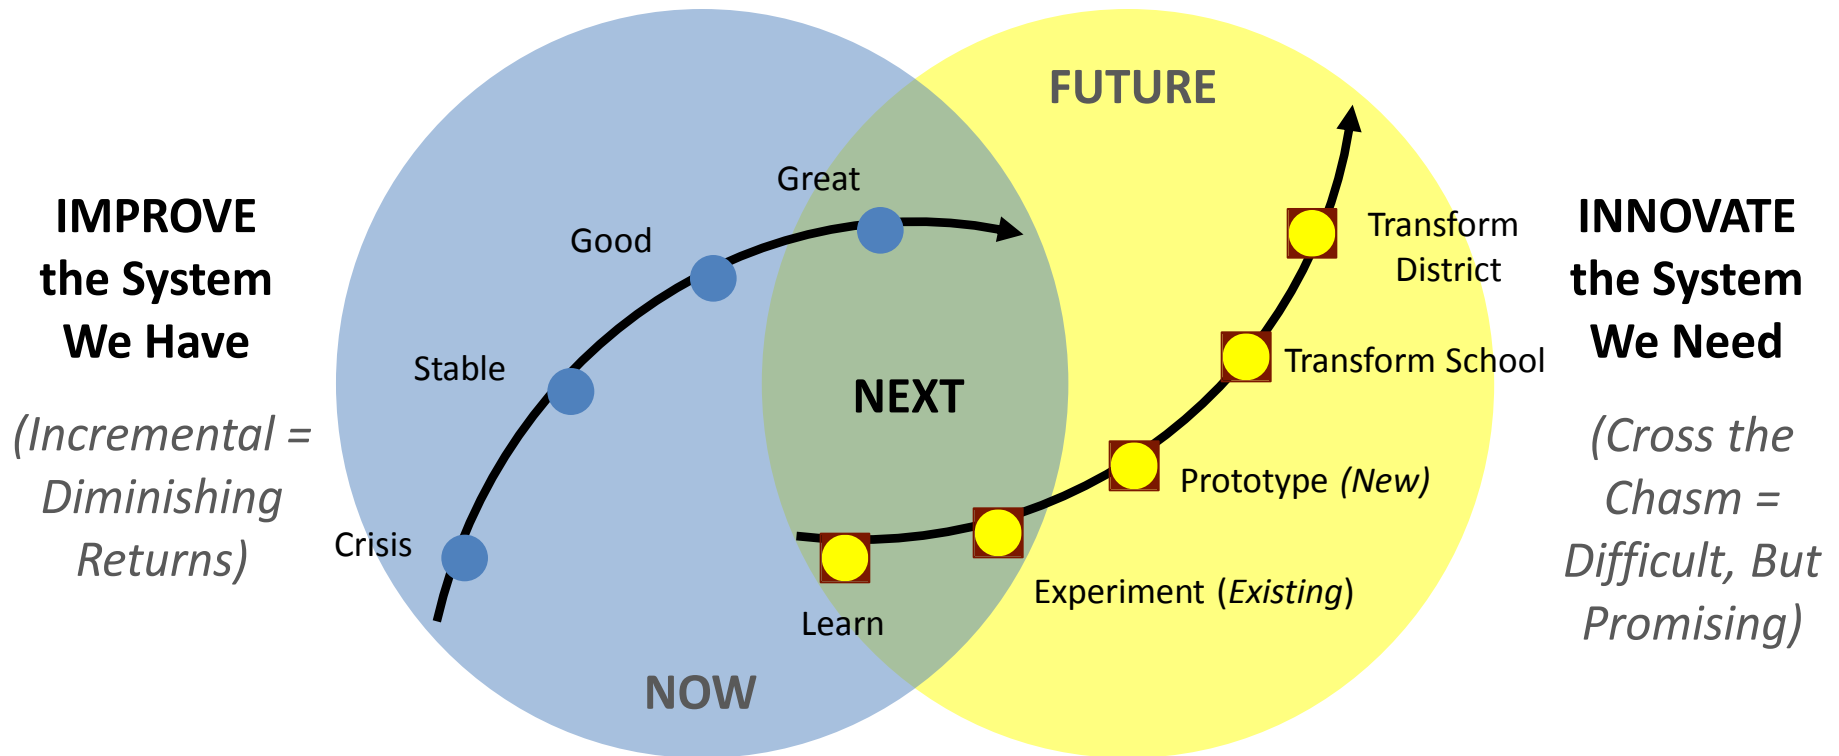 IMPROVE
the System
We Have
(Incremental =
Diminishing
Returns)
NOW
Crisis
Stable
Good
Great
NEXT
FUTURE
Learn
Experiment (Existing)
Prototype (New)
Transform School
Transform
District
INNOVATE
the System
We Need
(Cross the
Chasm =
Difficult, But
Promising)